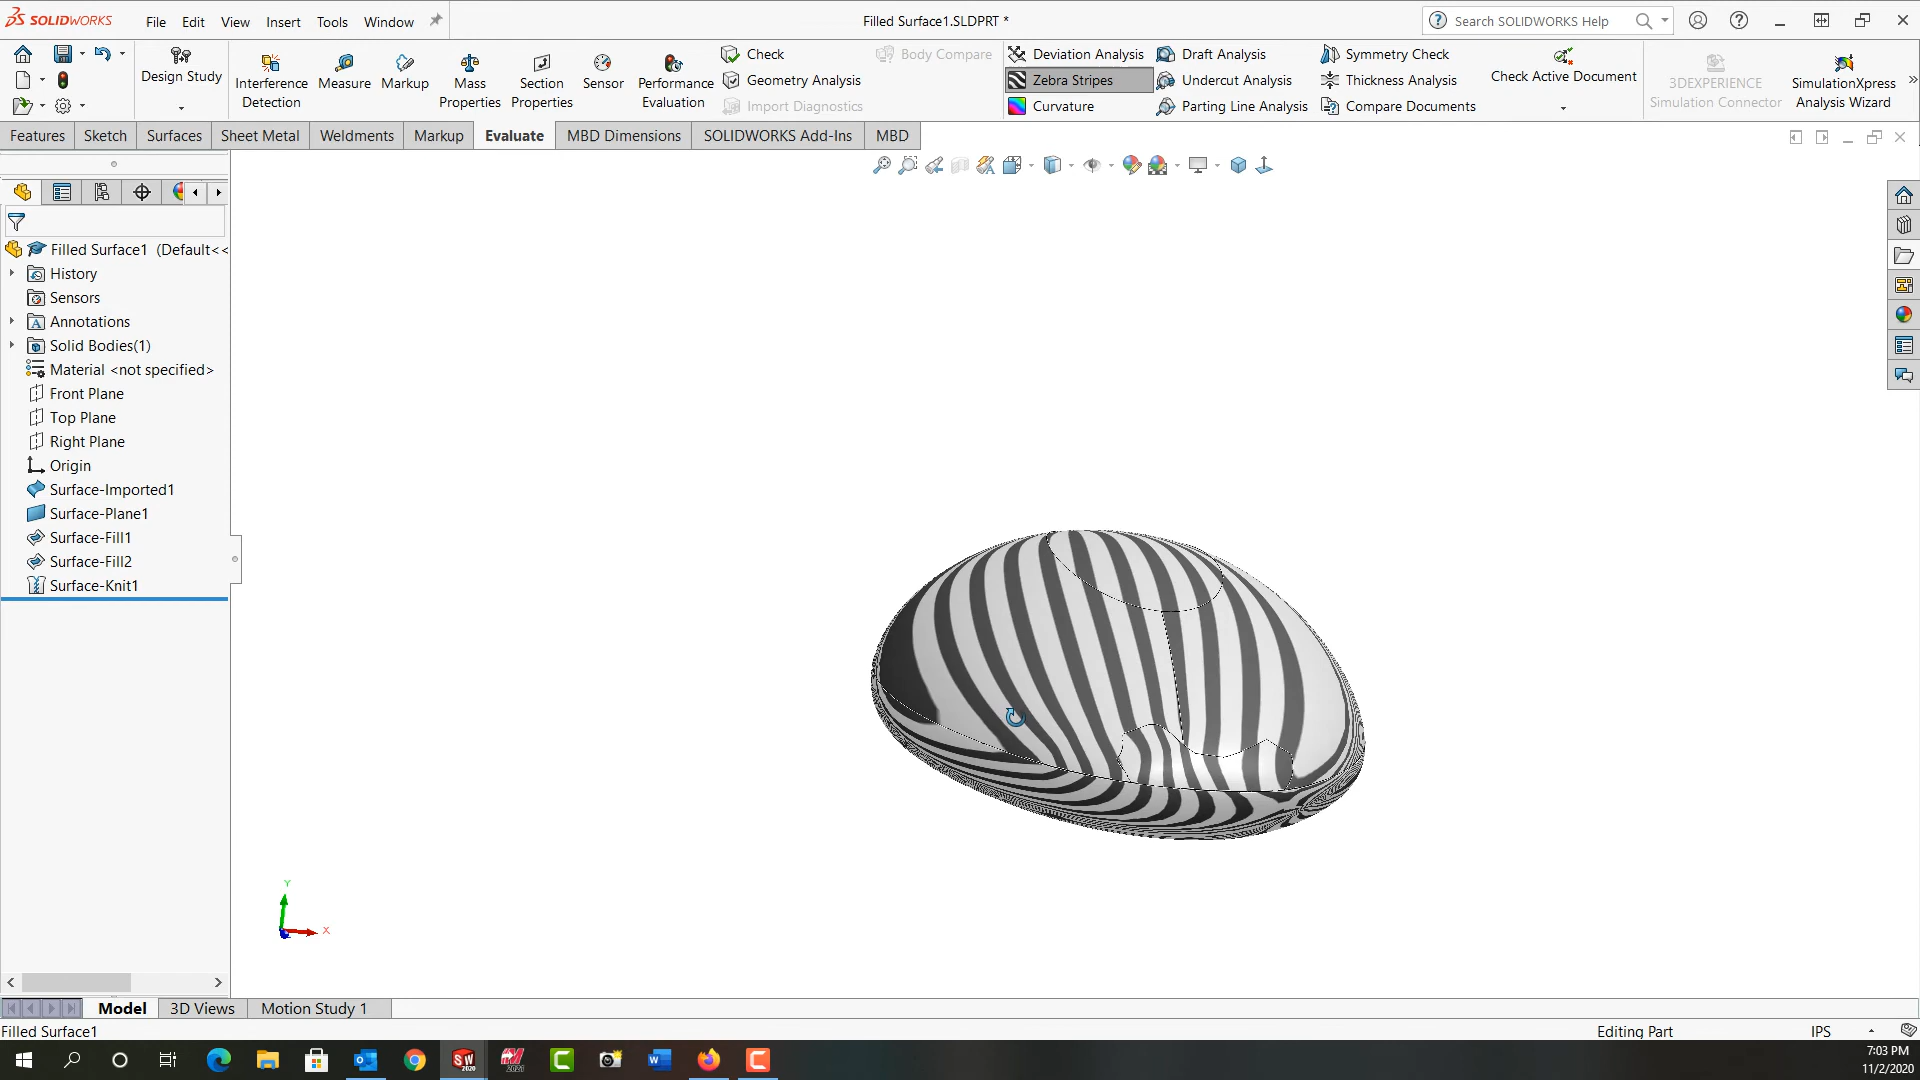 SOLIDWORKS File Edit View Insert Tools Window Filled Surface1.SLDPRT * Search SOLIDWORKS Help
Design Study
Interference Detection
Measure
Markup
Mass Properties
Section Properties
Sensor
Performance Evaluation
Check
Geometry Analysis
Import Diagnostics
Body Compare
Deviation Analysis
Zebra Stripes
Curvature
Draft Analysis
Undercut Analysis
Parting Line Analysis
Symmetry Check
Thickness Analysis
Compare Documents
Check Active Document
3DEXPERIENCE
Simulation Connector
SimulationXpress
Analysis Wizard
Features Sketch Surfaces Sheet Metal Weldments Markup Evaluate MBD Dimensions SOLIDWORKS Add-Ins MBD
Filled Surface1 (Default<<
History
Sensors
Annotations
Solid Bodies(1)
Material <not specified>
Front Plane
Top Plane
Right Plane
Origin
Surface-Imported1
Surface-Plane1
Surface-Fill1
Surface-Fill2
Surface-Knit1
Y
X
Model 3D Views Motion Study 1
Filled Surface1 Editing Part IPS
7:03 PM
11/2/2020